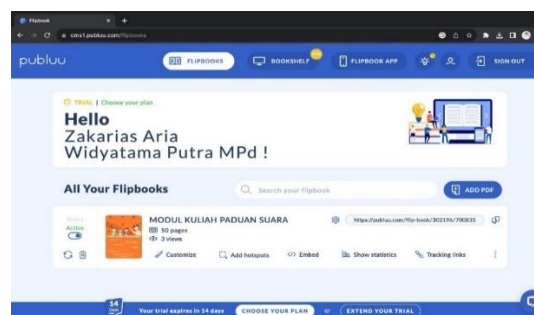 Flipbook
cms1.publuu.com/flipbooks
publuu
FLIPBOOKS
BOOKSHELF
FLIPBOOK APP
SIGN OUT
TRIAL | Choose your plan
Hello
Zakarias Aria
Widyatama Putra MPd !
All Your Flipbooks
Search your flipbook
ADD PDF
Status
Active
MODUL KULIAH PADUAN SUARA
50 pages
3 views
https://publuu.com/flip-book/302196/700835
Customize
Add hotspots
Embed
Show statistics
Tracking links
14
Your trial expires in 14 days
CHOOSE YOUR PLAN
or
EXTEND YOUR TRIAL